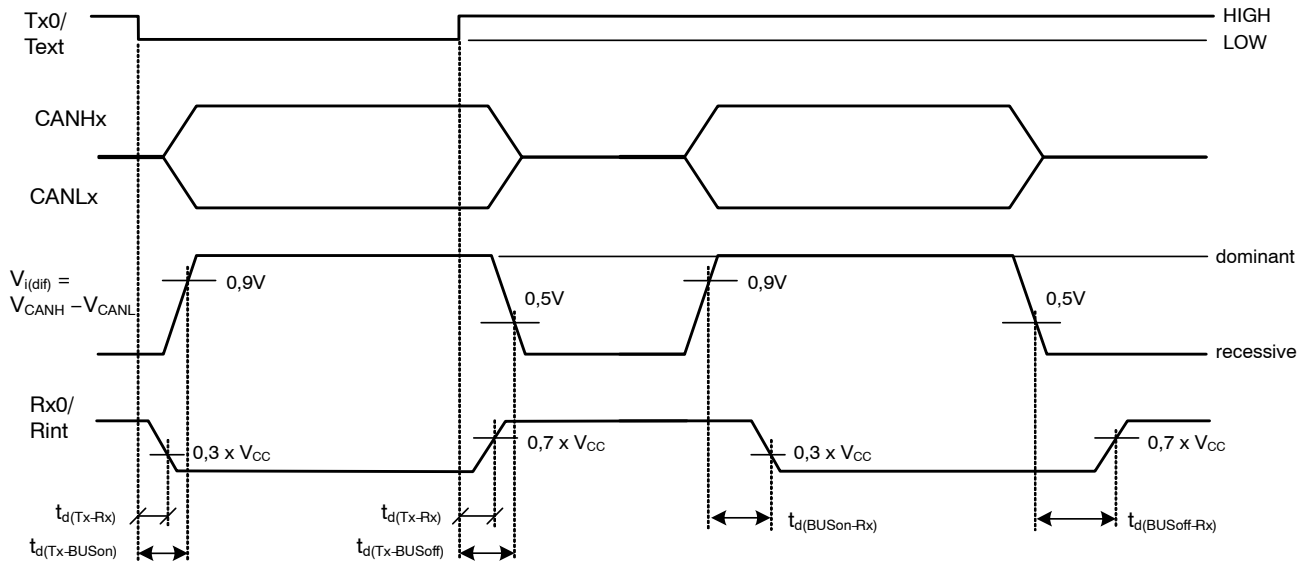 Tx0/
Text
HIGH
LOW
CANHx
CANLx
dominant
Vi(dif) =
VCANH –VCANL
0,9V
0,5V
0,9V
0,5V
recessive
Rx0/
Rint
0,3 x VCC
0,7 x VCC
0,3 x VCC
0,7 x VCC
td(Tx–Rx)
td(Tx–Rx)
td(BUSon–Rx)
td(BUSoff–Rx)
td(Tx–BUSon)
td(Tx–BUSoff)